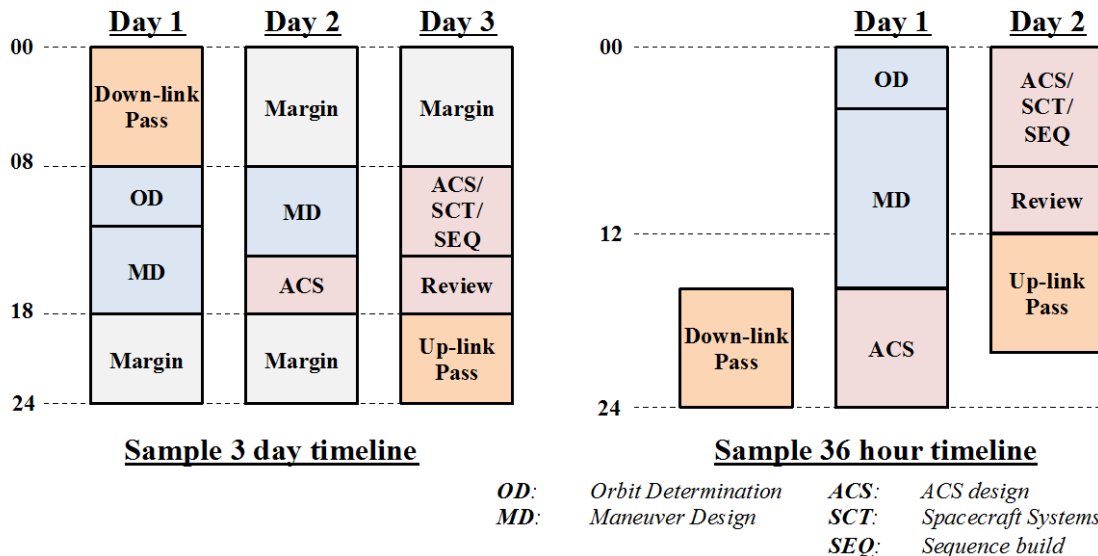 Day 1
Day 2
Day 3
00
08
18
24
Down-link
Pass
OD
MD
Margin
Margin
MD
ACS
Margin
Margin
ACS/
SCT/
SEQ
Review
Up-link
Pass
Sample 3 day timeline
Day 1
Day 2
00
12
24
Down-link
Pass
OD
MD
ACS
ACS/
SCT/
SEQ
Review
Up-link
Pass
Sample 36 hour timeline
OD: Orbit Determination
MD: Maneuver Design
ACS: ACS design
SCT: Spacecraft Systems
SEQ: Sequence build